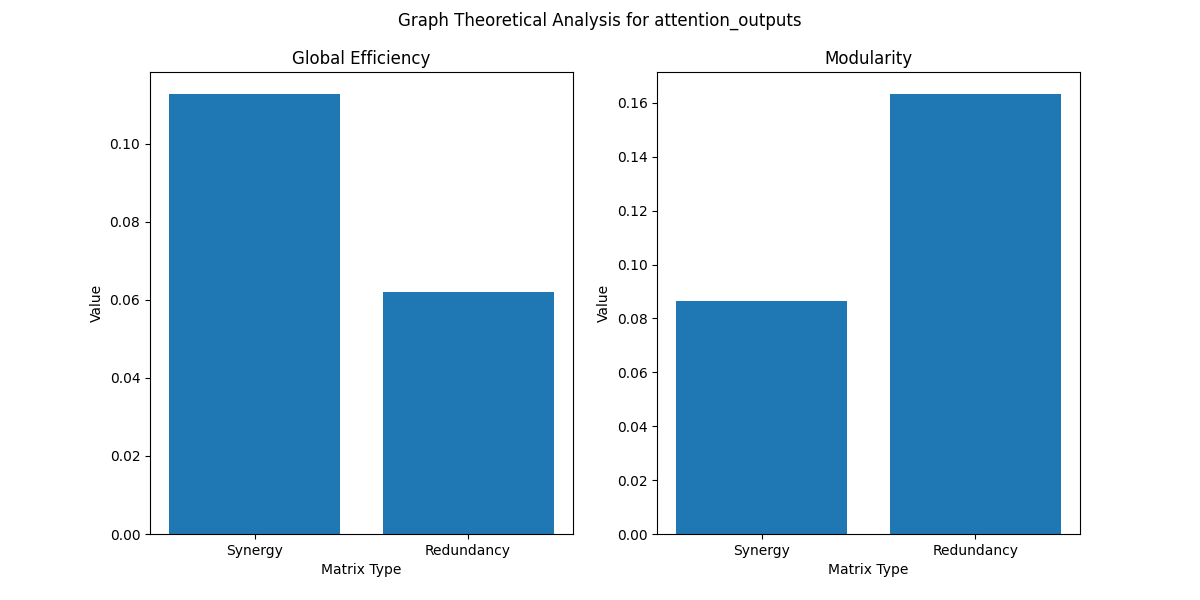 Graph Theoretical Analysis for attention_outputs
Global Efficiency
0.10
0.08
0.06
0.04
0.02
0.00
Value
Synergy
Redundancy
Matrix Type
Modularity
0.16
0.14
0.12
0.10
0.08
0.06
0.04
0.02
0.00
Value
Synergy
Redundancy
Matrix Type